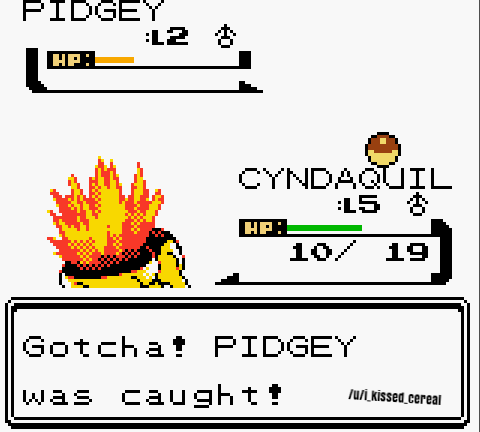 PIDGEY
:L2 ♂
HP:
CYNDAQUIL
:L5 ♂
HP:
10/ 19
Gotcha! PIDGEY
was caught!
/u/i_kissed_cereal